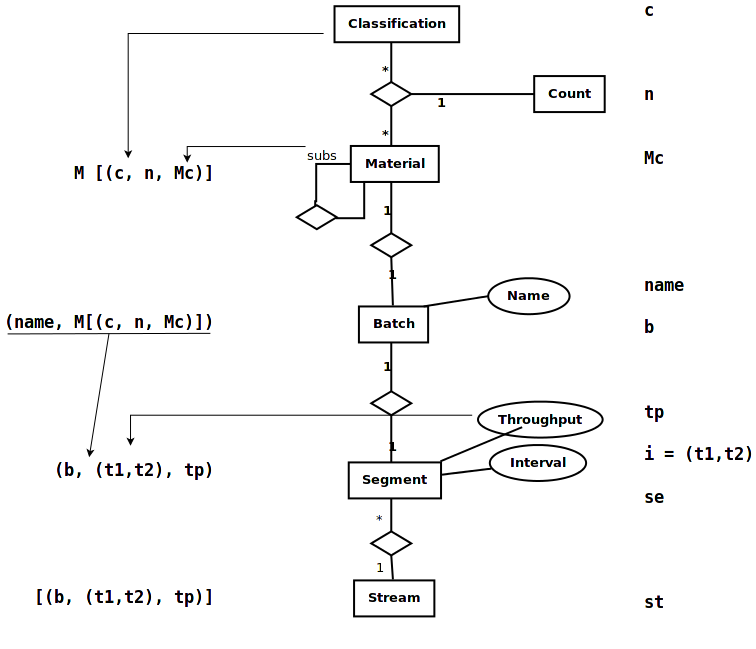 c
Classification
*
Count
n
1
*
subs
Material
Mc
M [(c, n, Mc)]
1
1
name
Name
(name, M[(c, n, Mc)])
Batch
b
1
tp
Throughput
1
i = (t1,t2)
Interval
(b, (t1,t2), tp)
Segment
se
*
1
[(b, (t1,t2), tp)]
Stream
st